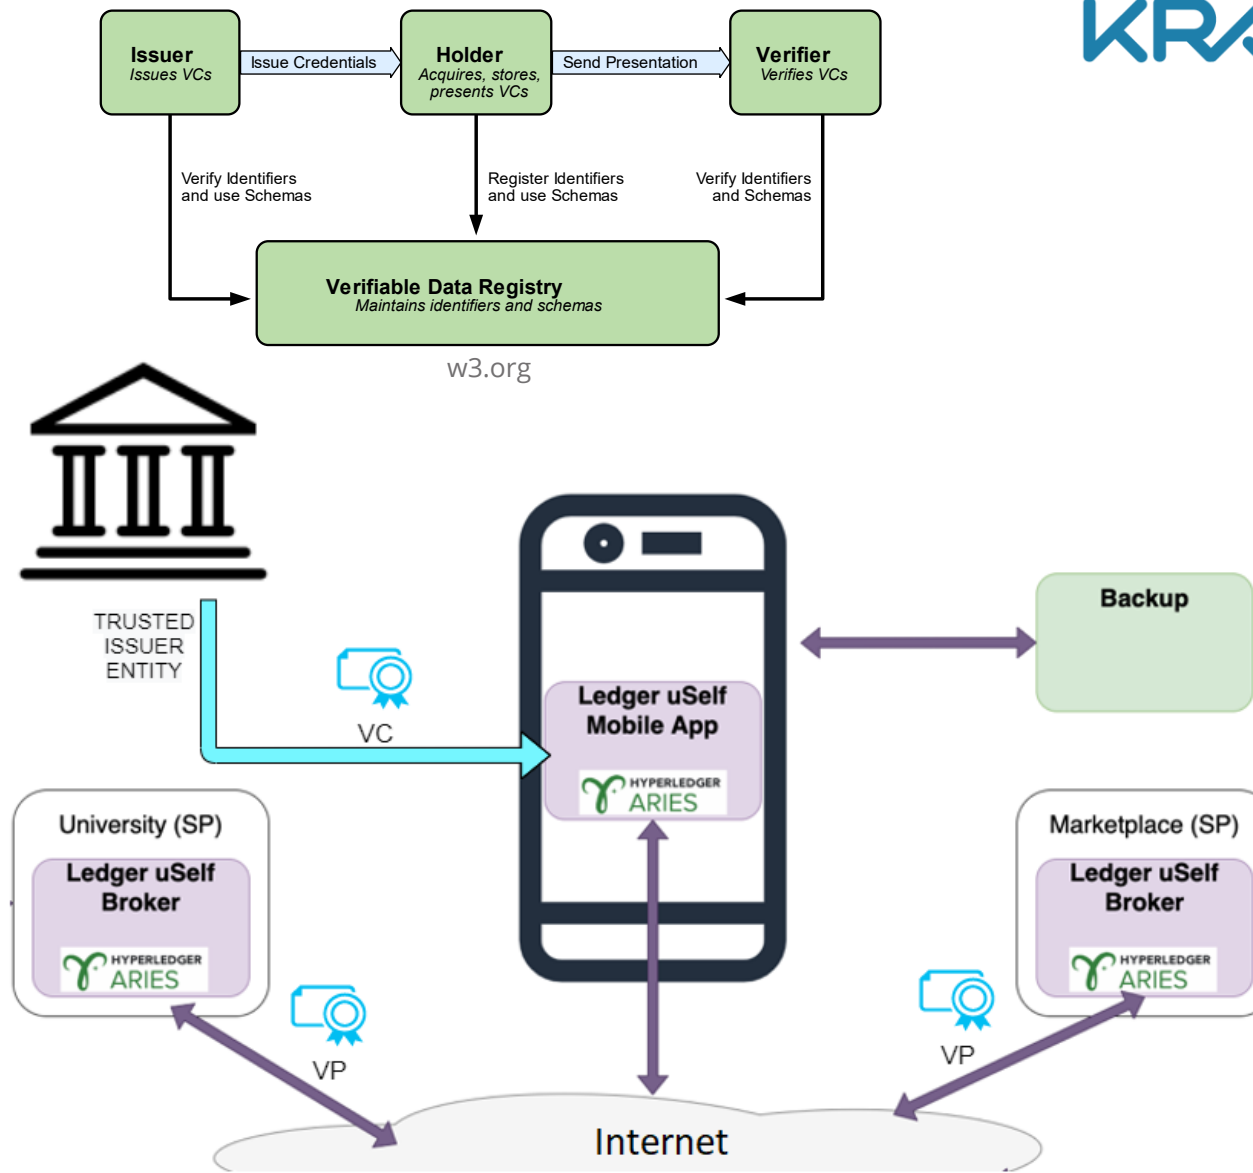 KRA
Issuer
Issues VCs
Issue Credentials
Holder
Acquires, stores,
presents VCs
Send Presentation
Verifier
Verifies VCs
Verify Identifiers
and use Schemas
Register Identifiers
and use Schemas
Verify Identifiers
and Schemas
Verifiable Data Registry
Maintains identifiers and schemas
w3.org
TRUSTED
ISSUER
ENTITY
VC
Ledger uSelf
Mobile App
HYPERLEDGER
ARIES
Backup
University (SP)
Ledger uSelf
Broker
HYPERLEDGER
ARIES
VP
Marketplace (SP)
Ledger uSelf
Broker
HYPERLEDGER
ARIES
VP
Internet